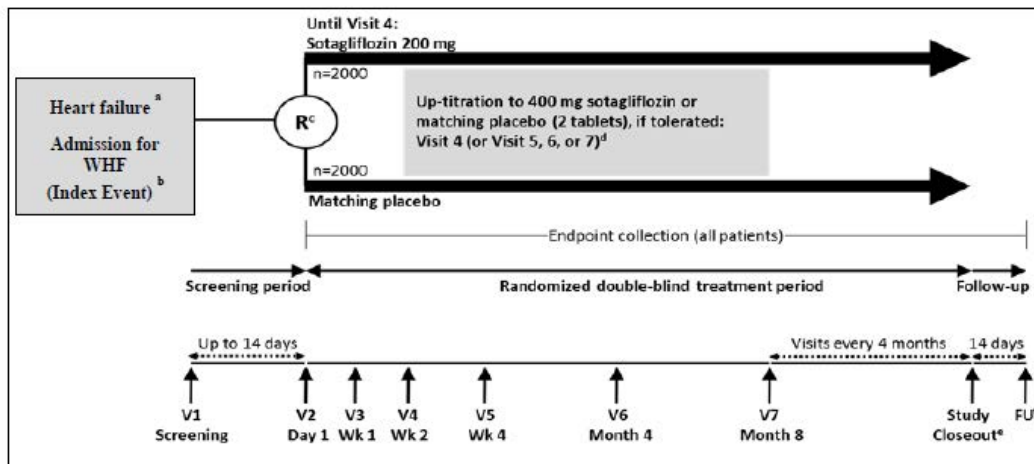 Until Visit 4:
Sotagliflozin 200 mg
n=2000
Heart failure a
Admission for
WHF
(Index Event) b
Rc
Up-titration to 400 mg sotagliflozin or
matching placebo (2 tablets), if tolerated:
Visit 4 (or Visit 5, 6, or 7)d
n=2000
Matching placebo
Endpoint collection (all patients)
Screening period
Randomized double-blind treatment period
Follow-up
Up to 14 days
Visits every 4 months
14 days
V1
Screening
V2
Day 1
V3
Wk 1
V4
Wk 2
V5
Wk 4
V6
Month 4
V7
Month 8
Study
Closeoute
FU